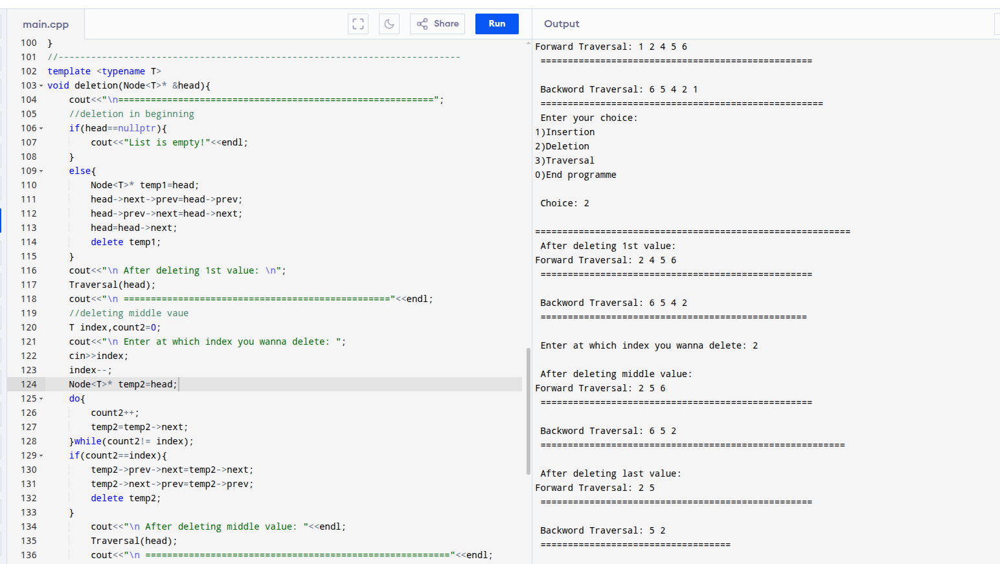 main.cpp
Share
Run
100 }
101 //--------------------------------------------------------------------------
102 template <typename T>
103 void deletion(Node<T>* &head){
104 cout<<"\n==========================================================";
105 //deletion in beginning
106 if(head==nullptr){
107 cout<<"List is empty!"<<endl;
108 }
109 else{
110 Node<T>* temp1=head;
111 head->next->prev=head->prev;
112 head->prev->next=head->next;
113 head=head->next;
114 delete temp1;
115 }
116 cout<<"\n After deleting 1st value: \n";
117 Traversal(head);
118 cout<<"\n ================================================="<<endl;
119 //deleting middle vaue
120 T index,count2=0;
121 cout<<"\n Enter at which index you wanna delete: ";
122 cin>>index;
123 index--;
124 Node<T>* temp2=head;
125 do{
126 count2++;
127 temp2=temp2->next;
128 }while(count2!= index);
129 if(count2==index){
130 temp2->prev->next=temp2->next;
131 temp2->next->prev=temp2->prev;
132 delete temp2;
133 }
134 cout<<"\n After deleting middle value: "<<endl;
135 Traversal(head);
136 cout<<"\n ========================================================"<<endl;
Output
Forward Traversal: 1 2 4 5 6
==================================================
Backword Traversal: 6 5 4 2 1
====================================================
Enter your choice:
1)Insertion
2)Deletion
3)Traversal
0)End programme
Choice: 2
==========================================================
After deleting 1st value:
Forward Traversal: 2 4 5 6
==================================================
Backword Traversal: 6 5 4 2
=================================================
Enter at which index you wanna delete: 2
After deleting middle value:
Forward Traversal: 2 5 6
==================================================
Backword Traversal: 6 5 2
========================================================
After deleting last value:
Forward Traversal: 2 5
==================================================
Backword Traversal: 5 2
===================================